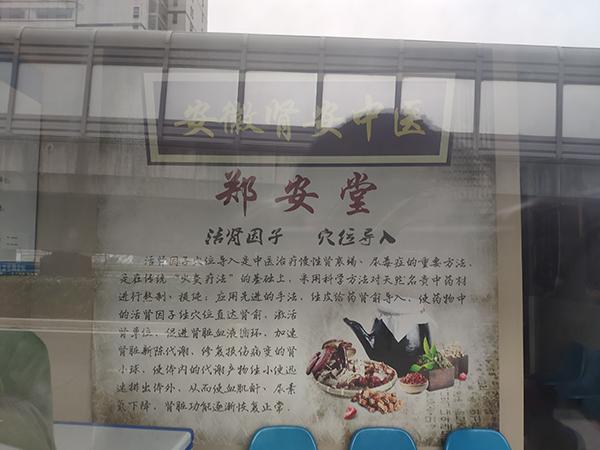 安徽肾安中医
郑安堂
活肾因子 穴位导入
活肾因子穴位导入是中医治疗慢性肾衰竭、尿毒症的重要方法，
是在传统“火灸疗法”的基础上，采用科学方法对天然名贵中药材
进行熬制、提炼；应用先进的手法，经皮给药肾俞导入，使药物中
的活肾因子经穴位直达肾俞，激活
肾单位，促进肾脏血液循环，加速
肾脏新陈代谢，修复损伤病变的肾
小球，使体内的代谢产物经小便迅
速排出体外，从而使血肌酐、尿素
氮下降，肾脏功能逐渐恢复正常．